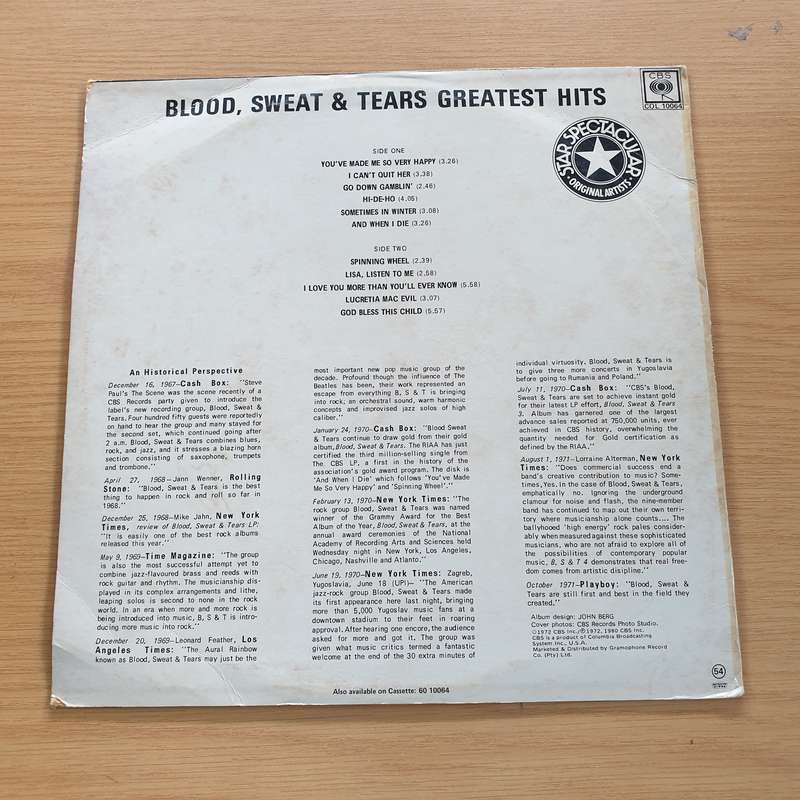 BLOOD, SWEAT & TEARS GREATEST HITS
CBS
COL 10064
STAR SPECTACULAR
• ORIGINAL ARTISTS •
SIDE ONE
YOU'VE MADE ME SO VERY HAPPY (3.26)
I CAN'T QUIT HER (3.38)
GO DOWN GAMBLIN' (2.46)
HI-DE-HO (4.05)
SOMETIMES IN WINTER (3.08)
AND WHEN I DIE (3.26)
SIDE TWO
SPINNING WHEEL (2.39)
LISA, LISTEN TO ME (2.58)
I LOVE YOU MORE THAN YOU'LL EVER KNOW (5.58)
LUCRETIA MAC EVIL (3.07)
GOD BLESS THIS CHILD (5.57)
An Historical Perspective
December 16, 1967—Cash Box: "Steve
Paul's The Scene was the scene recently of a
CBS Records party given to introduce the
label's new recording group, Blood, Sweat &
Tears. Four hundred fifty guests were reportedly
on hand to hear the group and many stayed for
the second set, which continued going after
2 a.m. Blood, Sweat & Tears combines blues,
rock, and jazz, and it stresses a blazing horn
section consisting of saxophone, trumpets
and trombone."
April 27, 1968—Jann Wenner, Rolling
Stone: "Blood, Sweat & Tears is the best
thing to happen in rock and roll so far in
1968."
December 25, 1968—Mike Jahn, New York
Times, review of Blood, Sweat & Tears LP:
"It is easily one of the best rock albums
released this year."
May 9, 1969—Time Magazine: "The group
is also the most successful attempt yet to
combine jazz-flavoured brass and reeds with
rock guitar and rhythm. The musicianship dis-
played in its complex arrangements and lithe,
leaping solos is second to none in the rock
world. In an era when more and more rock is
being introduced into music, B, S & T is intro-
ducing more music into rock."
December 20, 1969—Leonard Feather, Los
Angeles Times: "The Aural Rainbow
known as Blood, Sweat & Tears may just be the
most important new pop music group of the
decade. Profound though the influence of The
Beatles has been, their work represented an
escape from everything B, S & T is bringing
into rock, an orchestral sound, warm harmonic
concepts and improvised jazz solos of high
caliber."
January 24, 1970—Cash Box: "Blood Sweat
& Tears continue to draw gold from their gold
album, Blood, Sweat & Tears. The RIAA has just
certified the third million-selling single from
The CBS LP, a first in the history of the
association's gold award program. The disk is
'And When I Die' which follows "You've Made
Me So Very Happy" and 'Spinning Wheel'."
February 13, 1970—New York Times: "The
rock group Blood, Sweat & Tears was named
winner of the Grammy Award for the Best
Album of the Year, Blood, Sweat & Tears, at the
annual award ceremonies of the National
Academy of Recording Arts and Sciences held
Wednesday night in New York, Los Angeles,
Chicago, Nashville and Atlanta."
June 19, 1970—New York Times: Zagreb,
Yugoslavia, June 18 (UPI)— "The American
jazz-rock group Blood, Sweat & Tears made
its first appearance here last night, bringing
more than 5,000 Yugoslav music fans at a
downtown stadium to their feet in roaring
approval. After hearing one encore, the audience
asked for more and got it. The group was
given what music critics termed a fantastic
welcome at the end of the 30 extra minutes of
individual virtuosity. Blood, Sweat & Tears is
to give three more concerts in Yugoslavia
before going to Rumania and Poland."
July 11, 1970—Cash Box: "CBS's Blood,
Sweat & Tears are set to achieve instant gold
for their latest LP effort, Blood, Sweat & Tears
3. Album has garnered one of the largest
advance sales reported at 750,000 units, ever
achieved in CBS history, overwhelming the
quantity needed for Gold certification as
defined by the RIAA."
August 1, 1971—Lorraine Alterman, New York
Times: "Does commercial success end a
band's creative contribution to music? Some-
times, Yes. In the case of Blood, Sweat & Tears,
emphatically no. Ignoring the underground
clamour for noise and flash, the nine-member
band has continued to map out their own terri-
tory where musicianship alone counts.... The
ballyhooed 'high energy' rock pales consider-
ably when measured against these sophisticated
musicians, who are not afraid to explore all of
the possibilities of contemporary popular
music, B, S & T 4 demonstrates that real free-
dom comes from artistic discipline."
October 1971—Playboy: "Blood, Sweat &
Tears are still first and best in the field they
created."
Album design: JOHN BERG
Cover photos: CBS Records Photo Studio.
©1972 CBS Inc./℗1972, 1980 CBS Inc.
CBS is a product of Columbia Broadcasting
System Inc., U.S.A.
Marketed & Distributed by Gramophone Record
Co. (Pty) Ltd.
Also available on Cassette: 60 10064
54